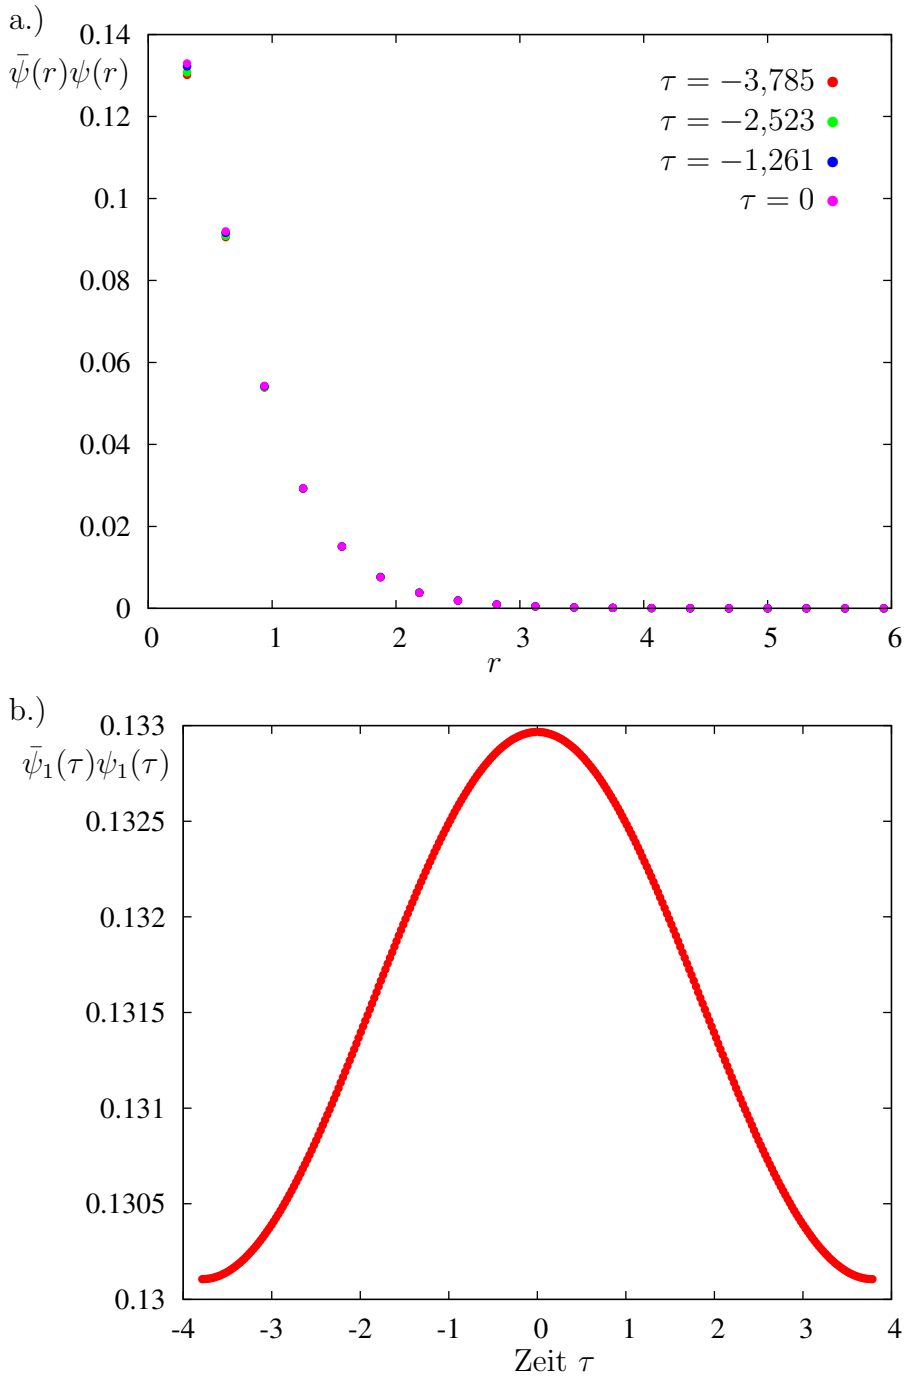 a.)
0.14
ψ̄(r)ψ(r)
τ = −3,785
0.12
τ = −2,523
τ = −1,261
0.1
τ = 0
0.08
0.06
0.04
0.02
0
0 1 2 3 4 5 6
r
b.)
0.133
ψ̄₁(τ)ψ₁(τ)
0.1325
0.132
0.1315
0.131
0.1305
0.13
-4 -3 -2 -1 0 1 2 3 4
Zeit τ